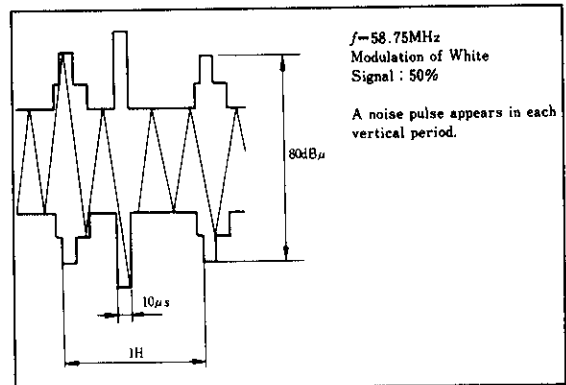 f=58.75MHz
Modulation of White
Signal : 50%
A noise pulse appears in each
vertical period.
80dBμ
10μs
1H